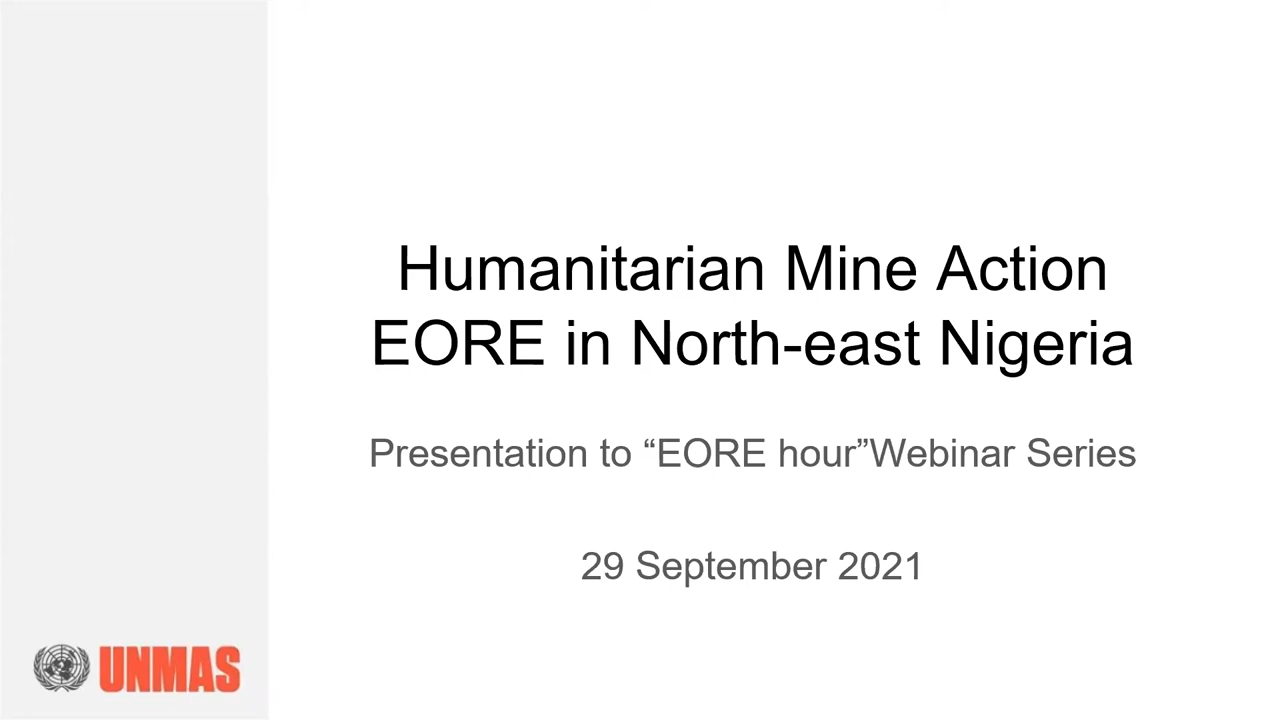 Humanitarian Mine Action
EORE in North-east Nigeria
Presentation to “EORE hour”Webinar Series
29 September 2021
UNMAS